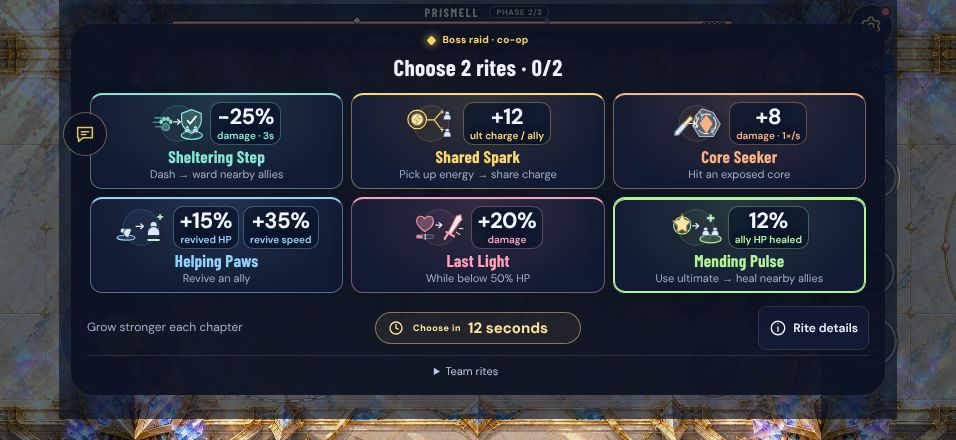 PRISMELL PHASE 2/3
Boss raid · co-op
Choose 2 rites · 0/2
−25%
damage · 3s
Sheltering Step
Dash → ward nearby allies
+12
ult charge / ally
Shared Spark
Pick up energy → share charge
+8
damage · 1×/s
Core Seeker
Hit an exposed core
+15%
revived HP
+35%
revive speed
Helping Paws
Revive an ally
+20%
damage
Last Light
While below 50% HP
12%
ally HP healed
Mending Pulse
Use ultimate → heal nearby allies
Grow stronger each chapter
Choose in 12 seconds
Rite details
▶ Team rites